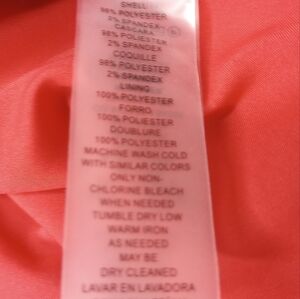 SHELL
98% POLYESTER
2% SPANDEX
CASCARA
98% POLIESTER
2% SPANDEX
COQUILLE
98% POLYESTER
2% SPANDEX
LINING
100% POLYESTER
FORRO
100% POLIESTER
DOUBLURE
100% POLYESTER
MACHINE WASH COLD
WITH SIMILAR COLORS
ONLY NON-
CHLORINE BLEACH
WHEN NEEDED
TUMBLE DRY LOW
WARM IRON
AS NEEDED
MAY BE
DRY CLEANED
LAVAR EN LAVADORA